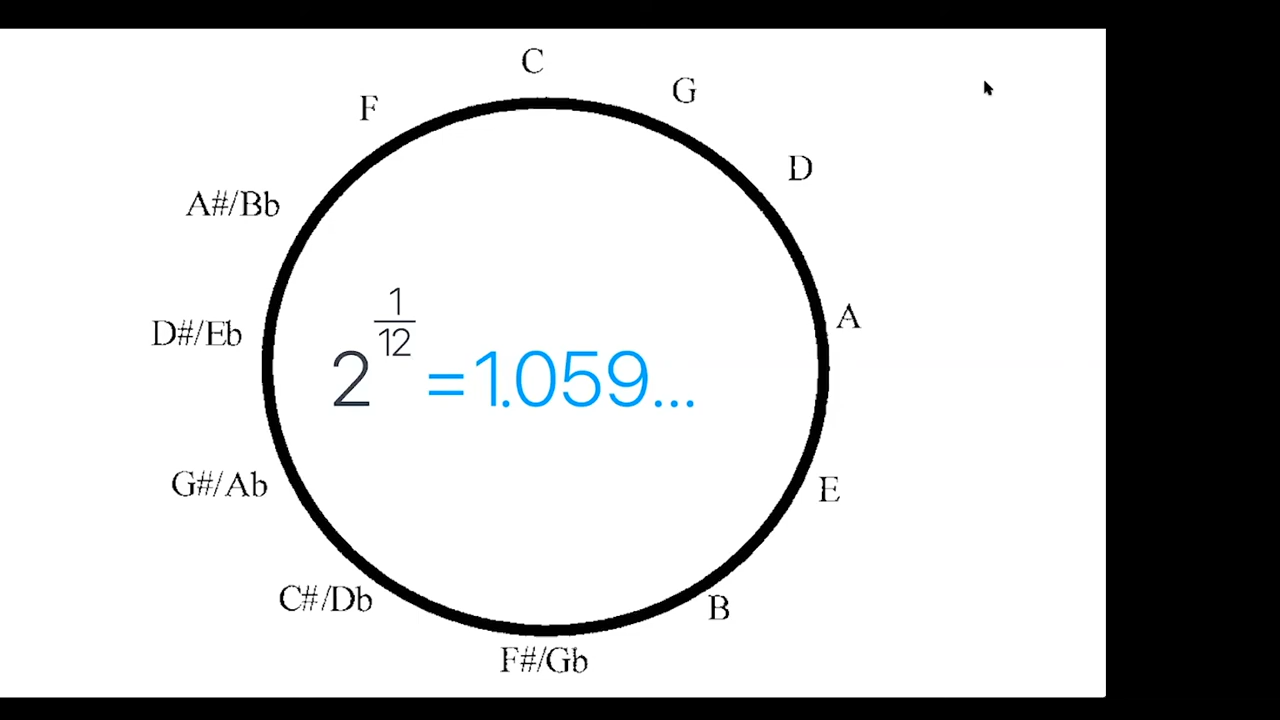 C
G
F
D
A#/Bb
D#/Eb
A
2^(1/12) =1.059...
G#/Ab
E
C#/Db
B
F#/Gb